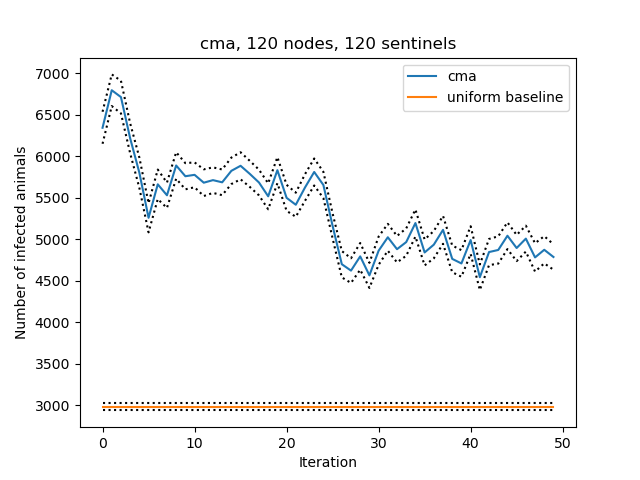 cma, 120 nodes, 120 sentinels
cma
uniform baseline
Number of infected animals
7000
6500
6000
5500
5000
4500
4000
3500
3000
0 10 20 30 40 50
Iteration